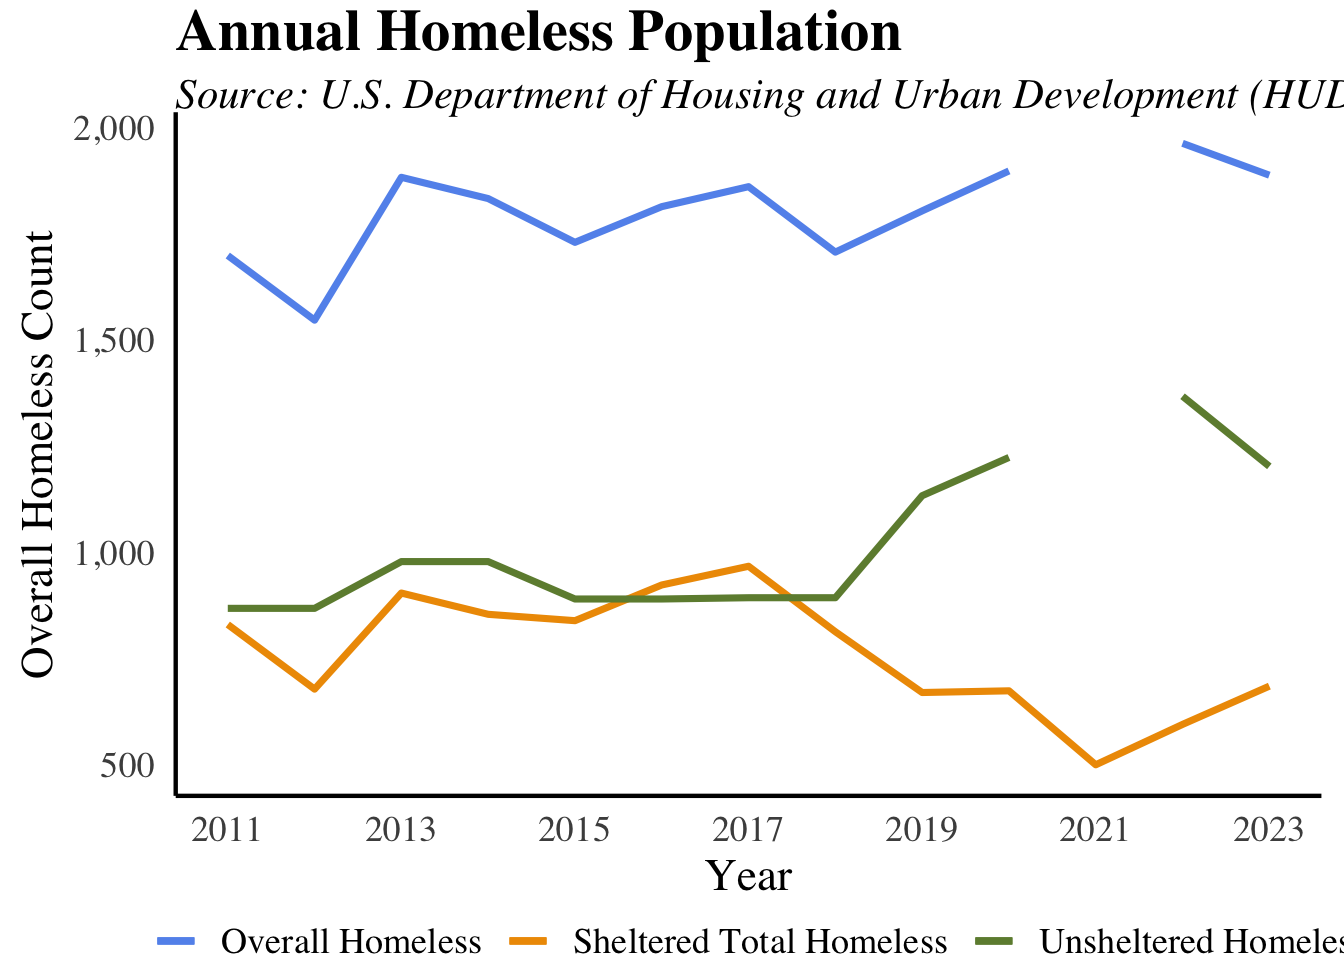 Annual Homeless Population
Source: U.S. Department of Housing and Urban Development (HUD
2,000
1,500
1,000
500
Overall Homeless Count
2011 2013 2015 2017 2019 2021 2023
Year
Overall Homeless Sheltered Total Homeless Unsheltered Homeles